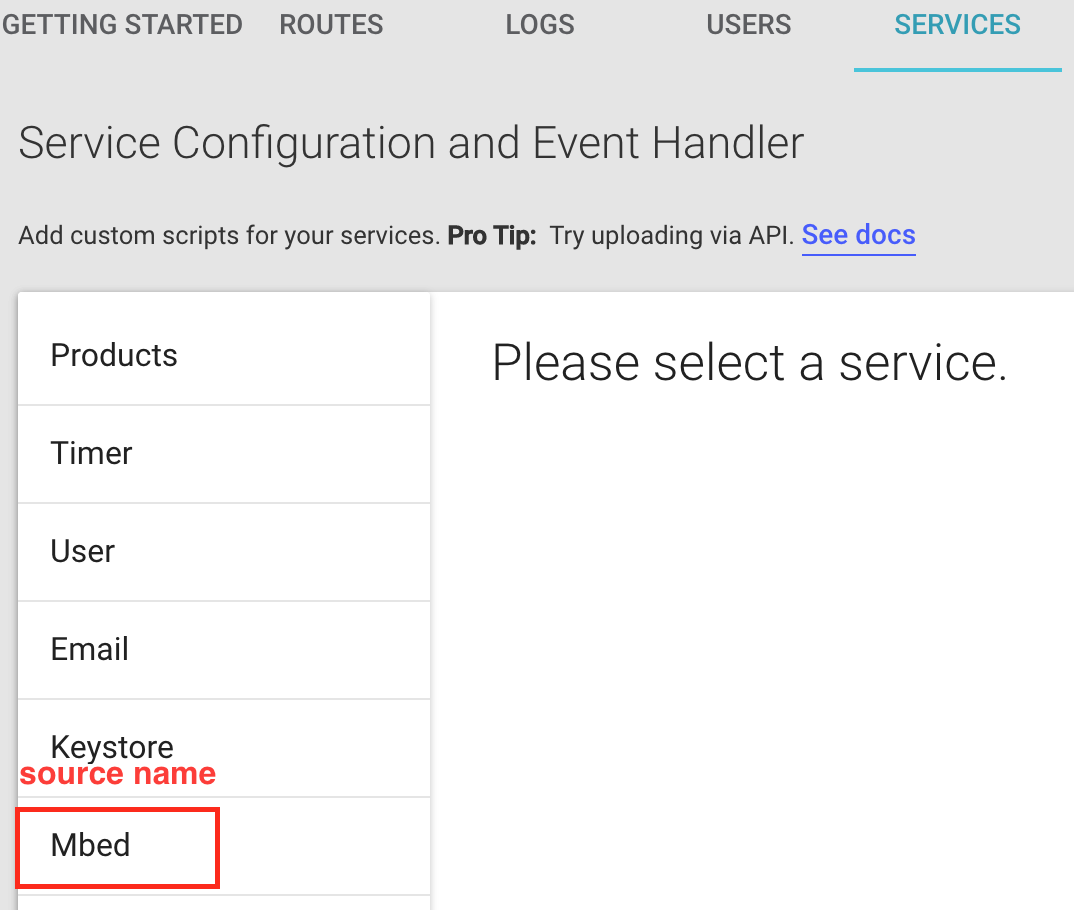 GETTING STARTED ROUTES LOGS USERS SERVICES
Service Configuration and Event Handler
Add custom scripts for your services. Pro Tip: Try uploading via API. See docs
Products
Please select a service.
Timer
User
Email
Keystore
source name
Mbed